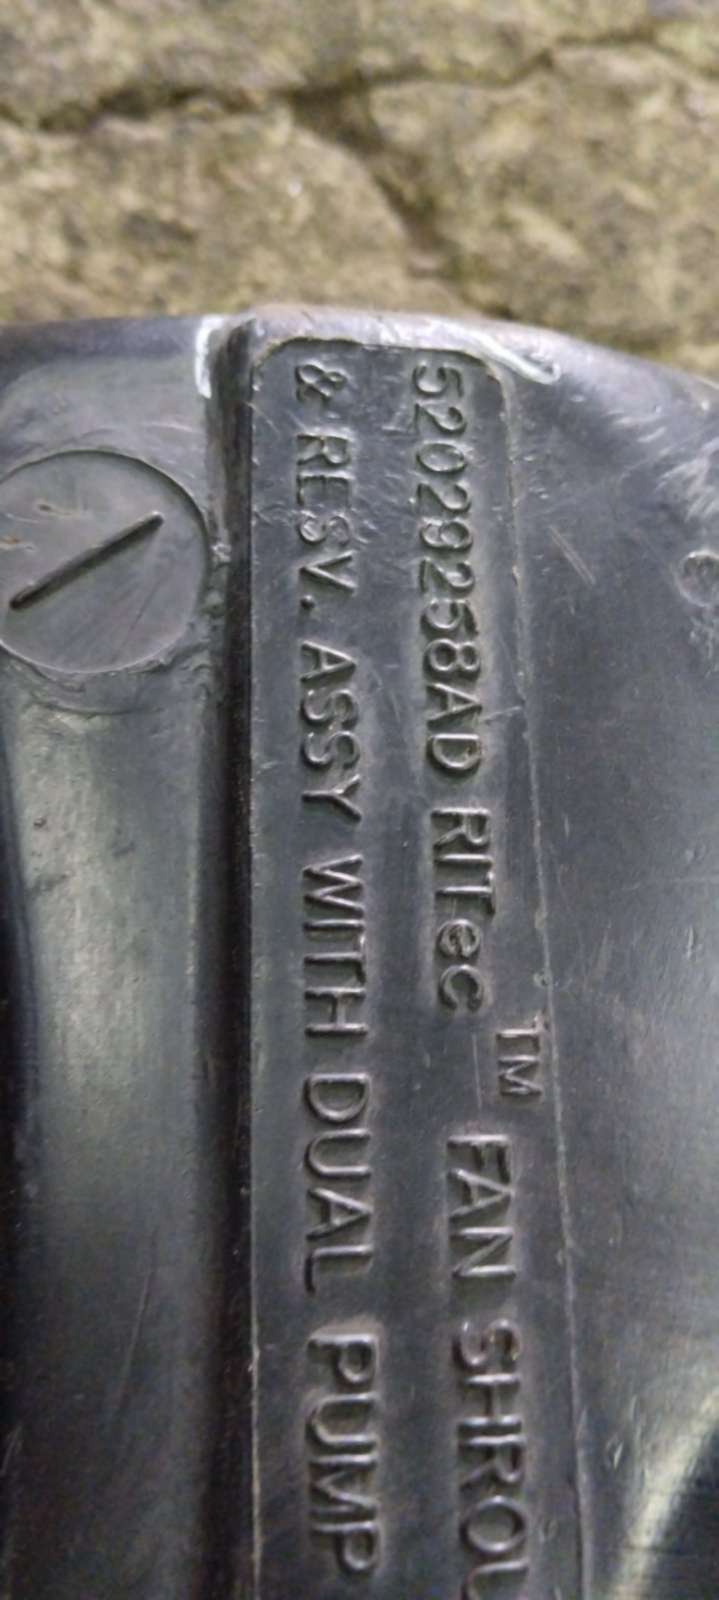 52029258AD RITec™ FAN SHROU
& RESV. ASSY WITH DUAL PUMP